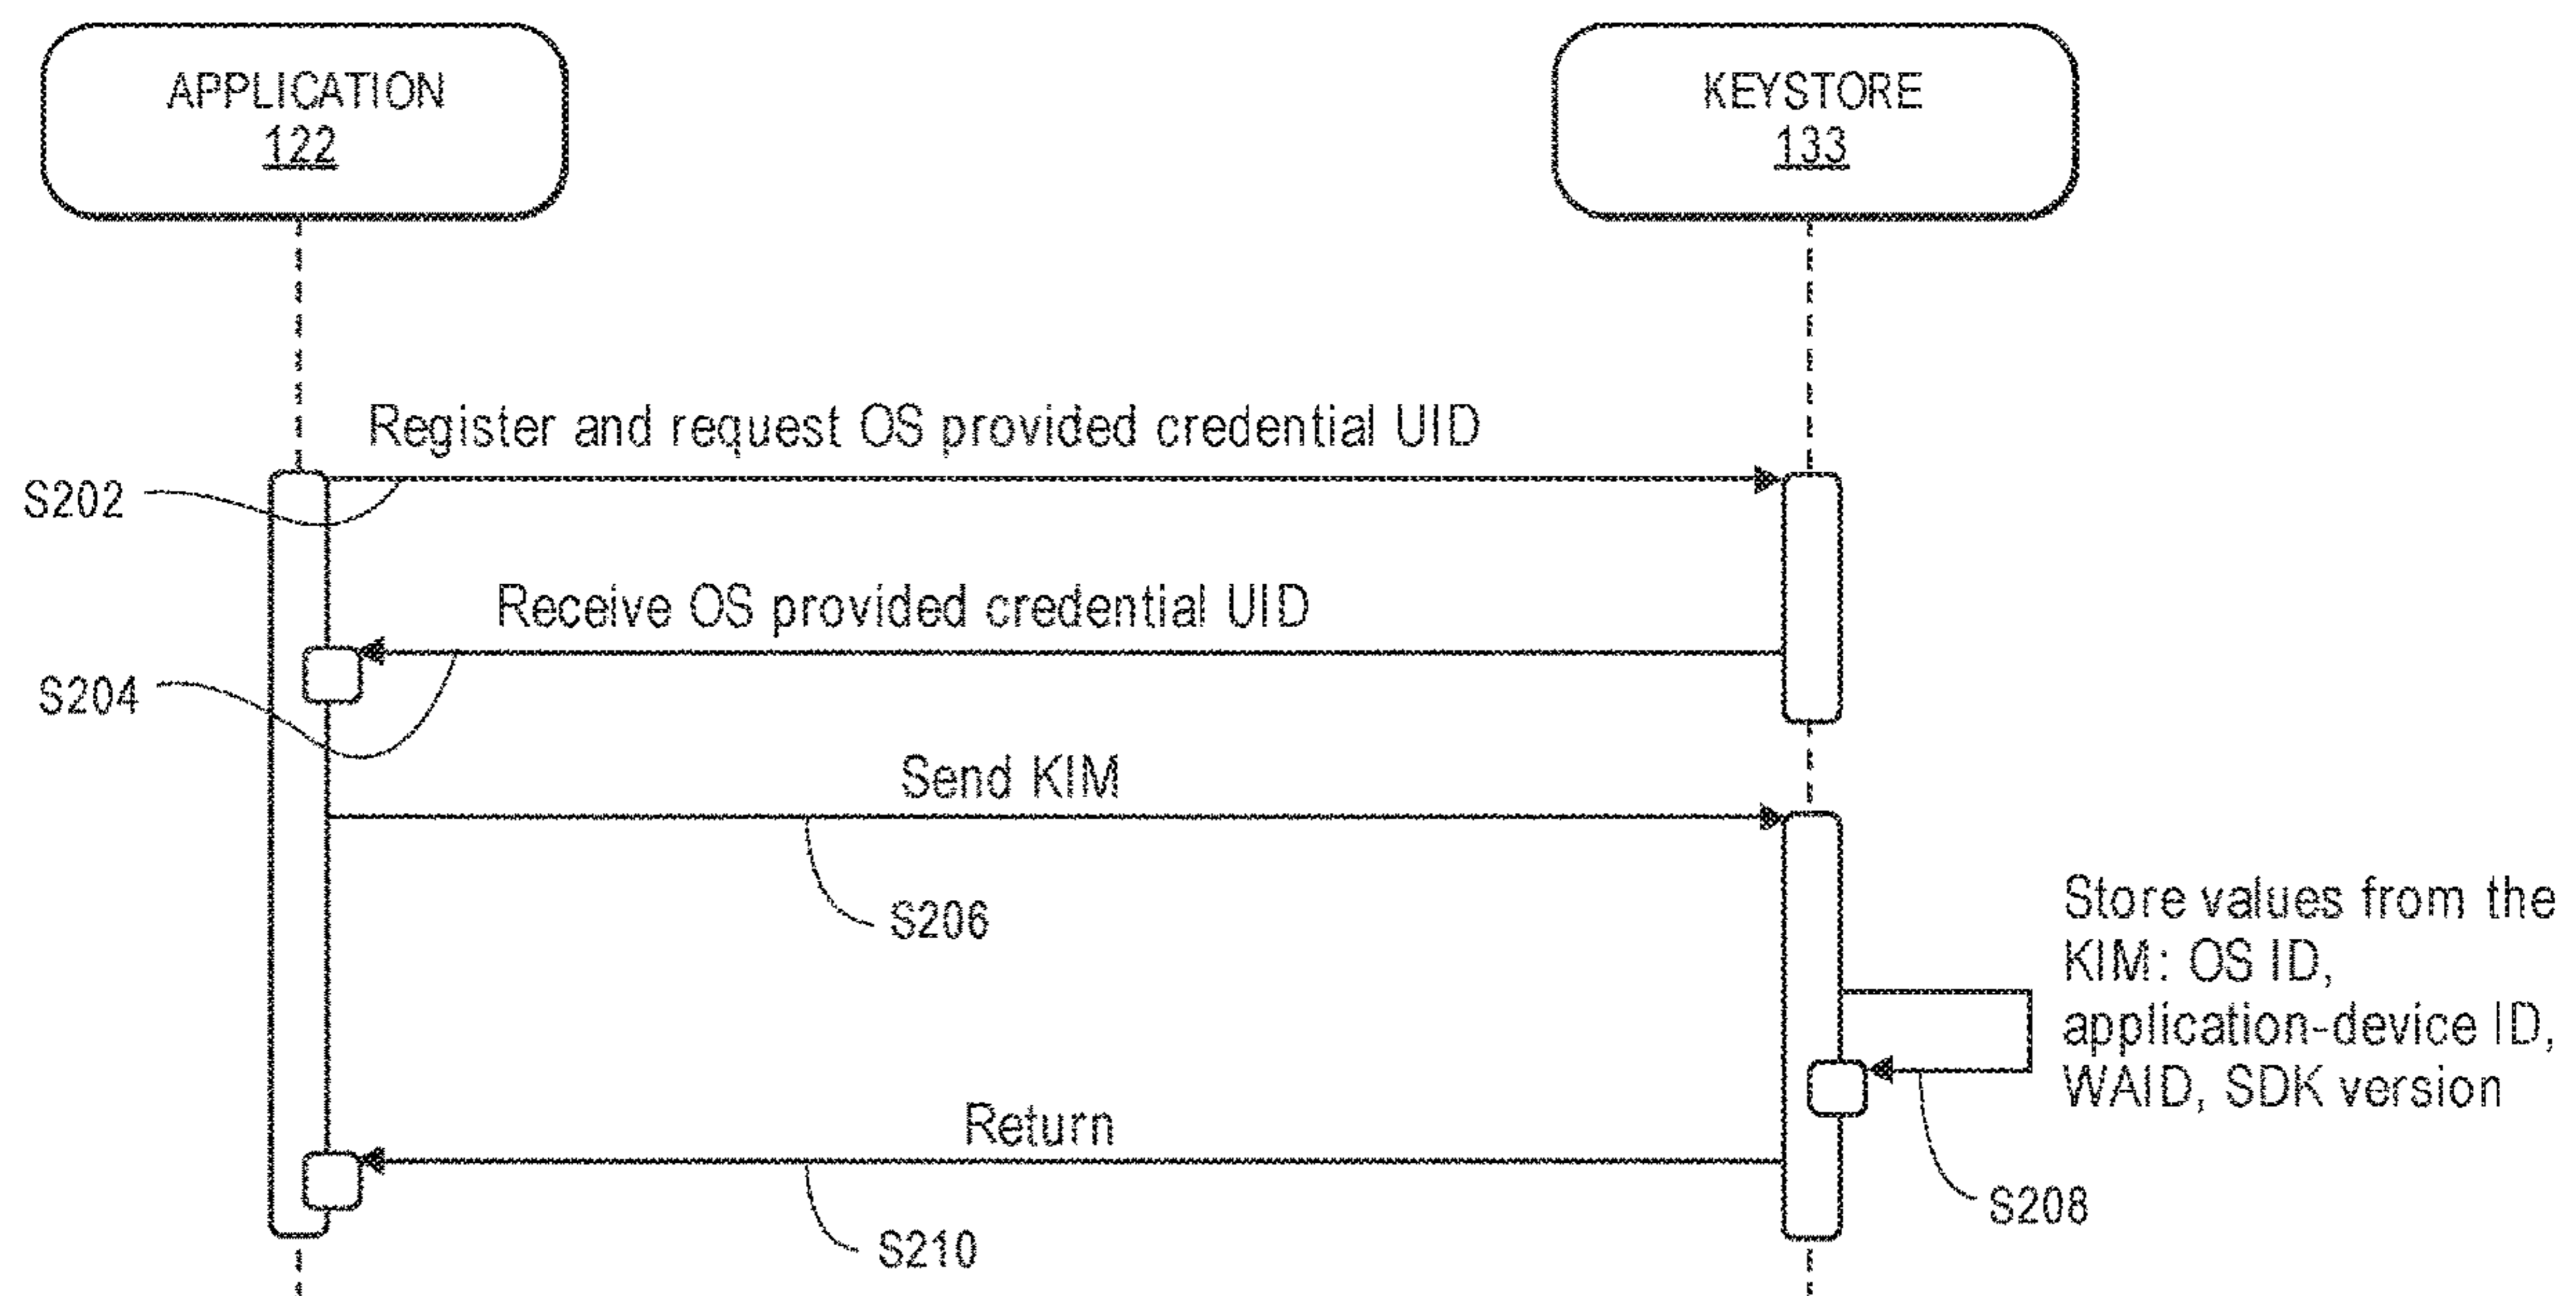 APPLICATION
122
KEYSTORE
133
Register and request OS provided credential UID
S202
Receive OS provided credential UID
S204
Send KIM
S206
Store values from the
KIM: OS ID,
application-device ID,
WAID, SDK version
Return
S208
S210